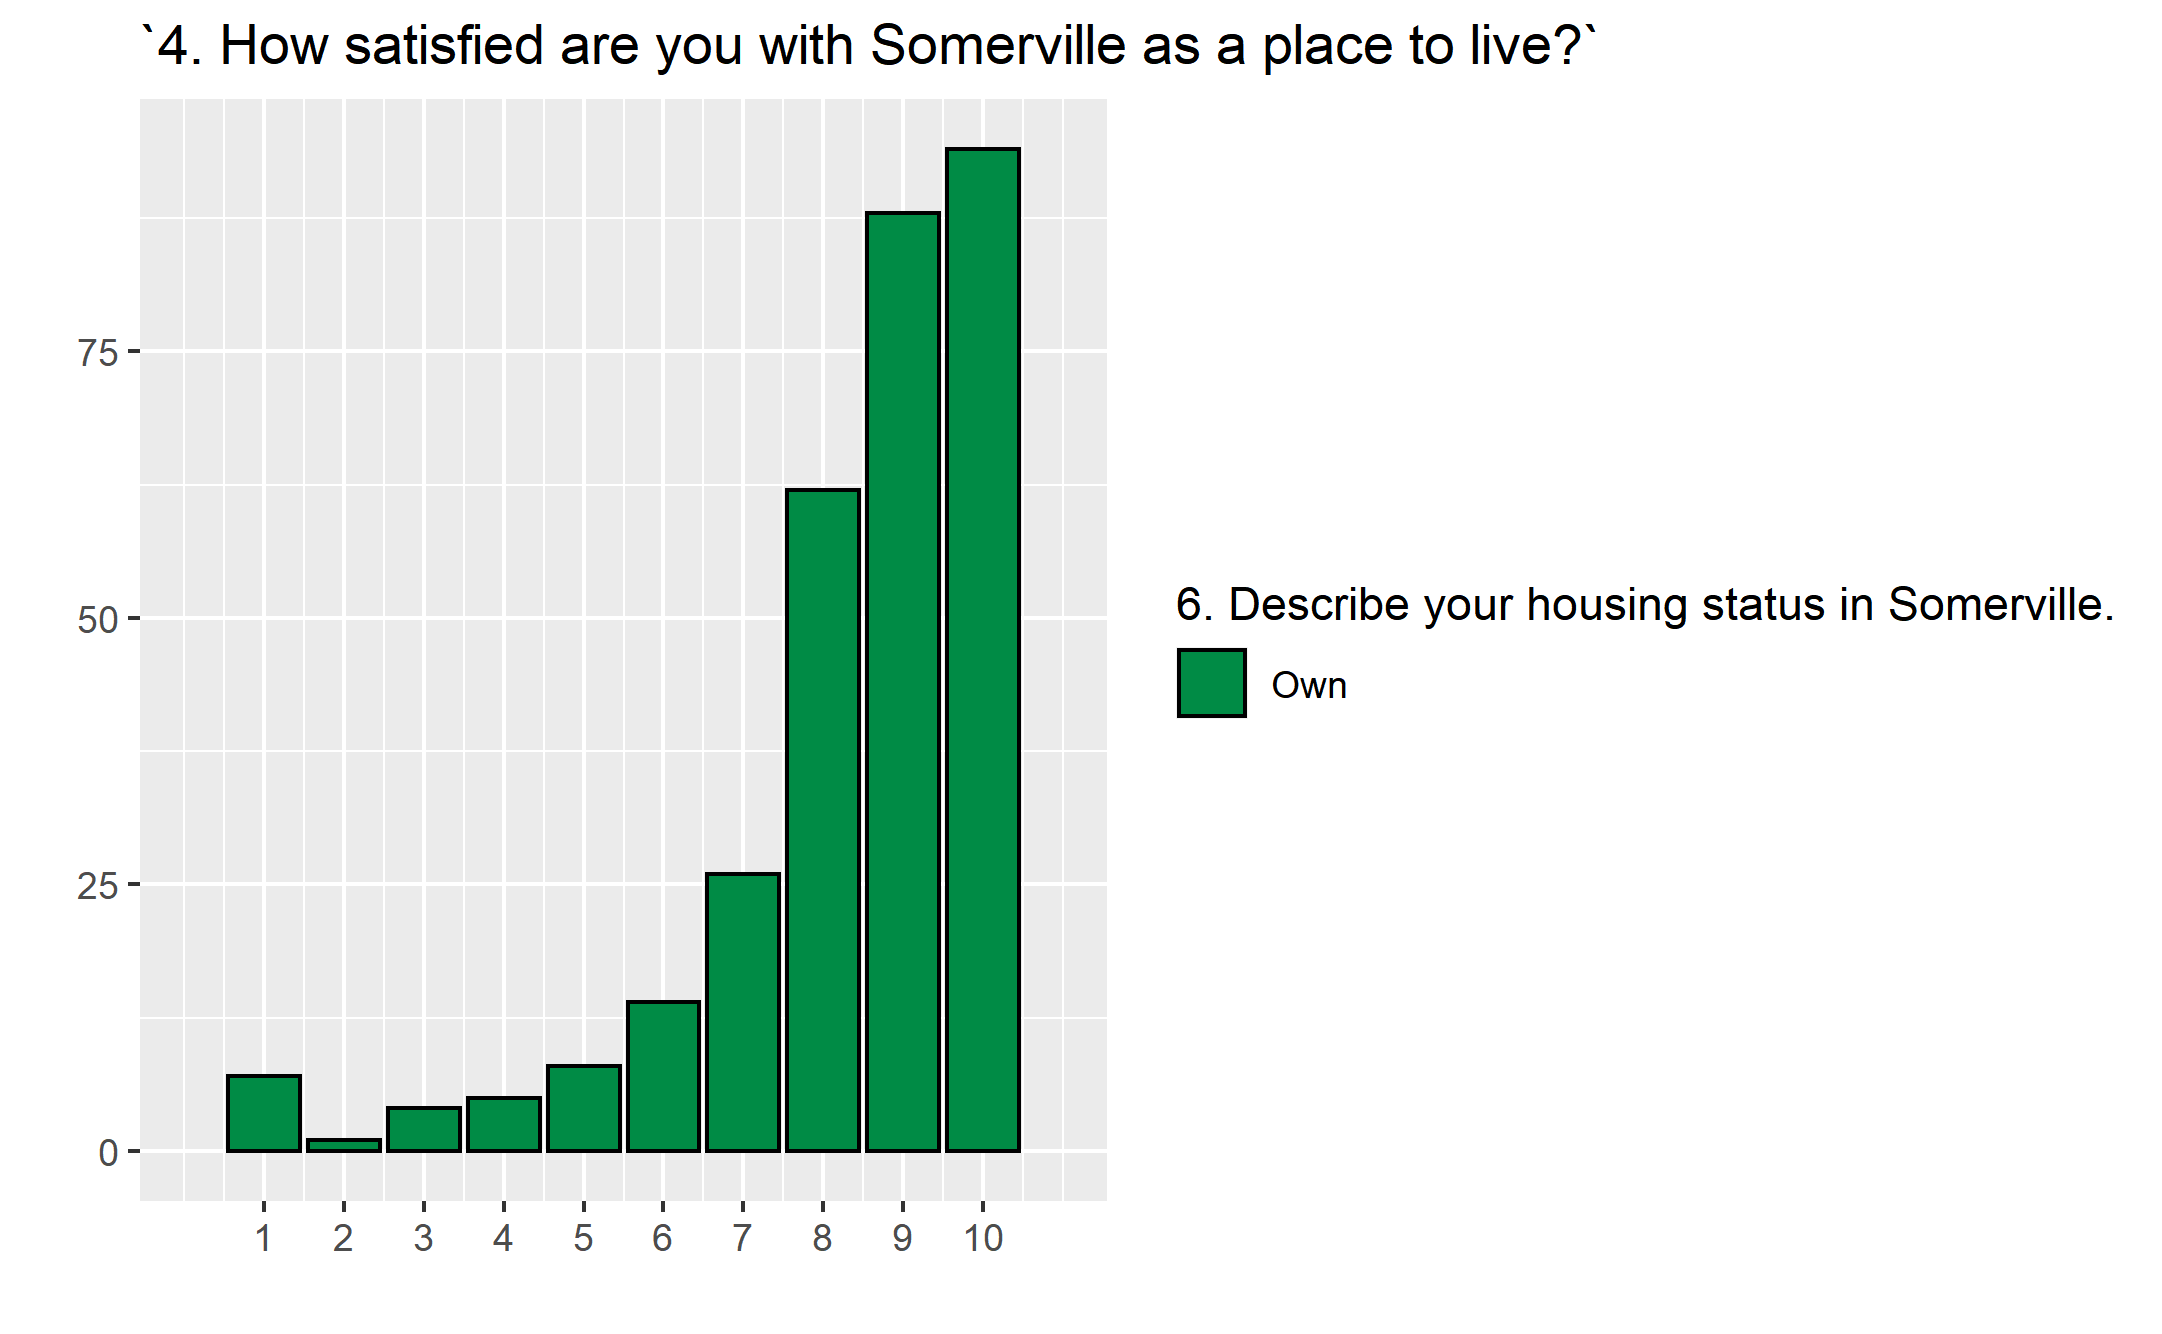 `4. How satisfied are you with Somerville as a place to live?`
75
50
25
0
1 2 3 4 5 6 7 8 9 10
6. Describe your housing status in Somerville.
Own